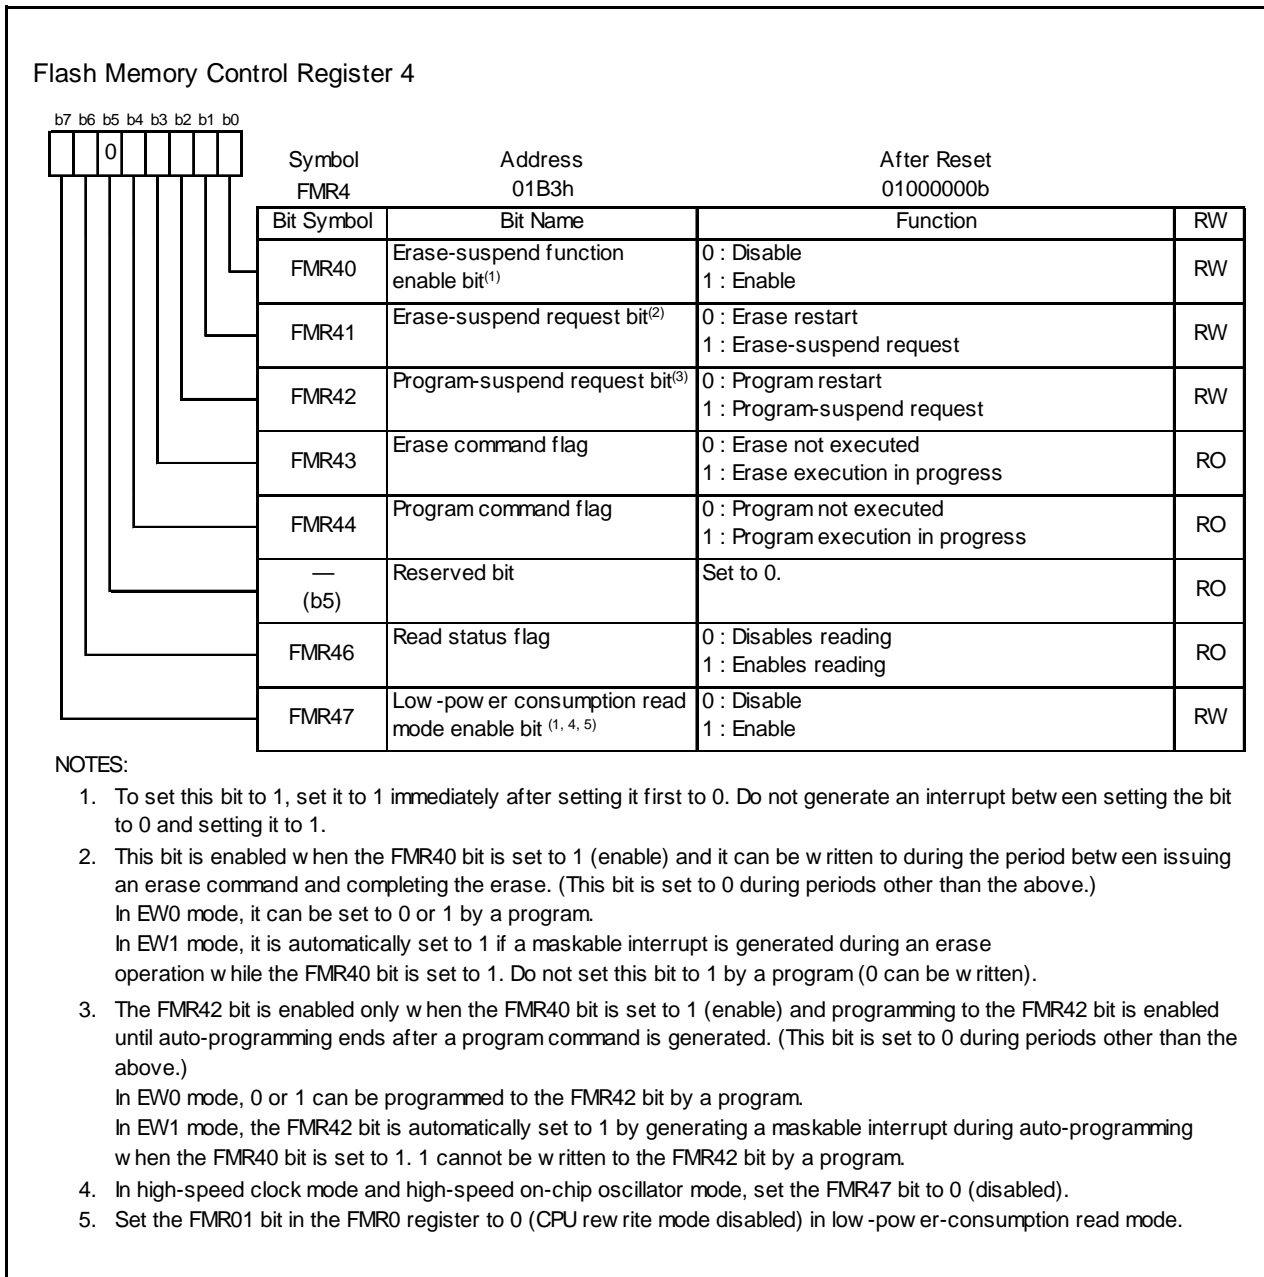 Flash Memory Control Register 4
b7 b6 b5 b4 b3 b2 b1 b0
0
Symbol Address After Reset
FMR4 01B3h 01000000b
Bit Symbol Bit Name Function RW
FMR40 Erase-suspend function enable bit(1) 0 : Disable RW
1 : Enable
FMR41 Erase-suspend request bit(2) 0 : Erase restart RW
1 : Erase-suspend request
FMR42 Program-suspend request bit(3) 0 : Program restart RW
1 : Program-suspend request
FMR43 Erase command flag 0 : Erase not executed RO
1 : Erase execution in progress
FMR44 Program command flag 0 : Program not executed RO
1 : Program execution in progress
— (b5) Reserved bit Set to 0. RO
FMR46 Read status flag 0 : Disables reading RO
1 : Enables reading
FMR47 Low-power consumption read mode enable bit (1, 4, 5) 0 : Disable RW
1 : Enable
NOTES:
1. To set this bit to 1, set it to 1 immediately after setting it first to 0. Do not generate an interrupt between setting the bit
to 0 and setting it to 1.
2. This bit is enabled when the FMR40 bit is set to 1 (enable) and it can be written to during the period between issuing
an erase command and completing the erase. (This bit is set to 0 during periods other than the above.)
In EW0 mode, it can be set to 0 or 1 by a program.
In EW1 mode, it is automatically set to 1 if a maskable interrupt is generated during an erase
operation while the FMR40 bit is set to 1. Do not set this bit to 1 by a program (0 can be written).
3. The FMR42 bit is enabled only when the FMR40 bit is set to 1 (enable) and programming to the FMR42 bit is enabled
until auto-programming ends after a program command is generated. (This bit is set to 0 during periods other than the
above.)
In EW0 mode, 0 or 1 can be programmed to the FMR42 bit by a program.
In EW1 mode, the FMR42 bit is automatically set to 1 by generating a maskable interrupt during auto-programming
when the FMR40 bit is set to 1. 1 cannot be written to the FMR42 bit by a program.
4. In high-speed clock mode and high-speed on-chip oscillator mode, set the FMR47 bit to 0 (disabled).
5. Set the FMR01 bit in the FMR0 register to 0 (CPU rewrite mode disabled) in low-power-consumption read mode.